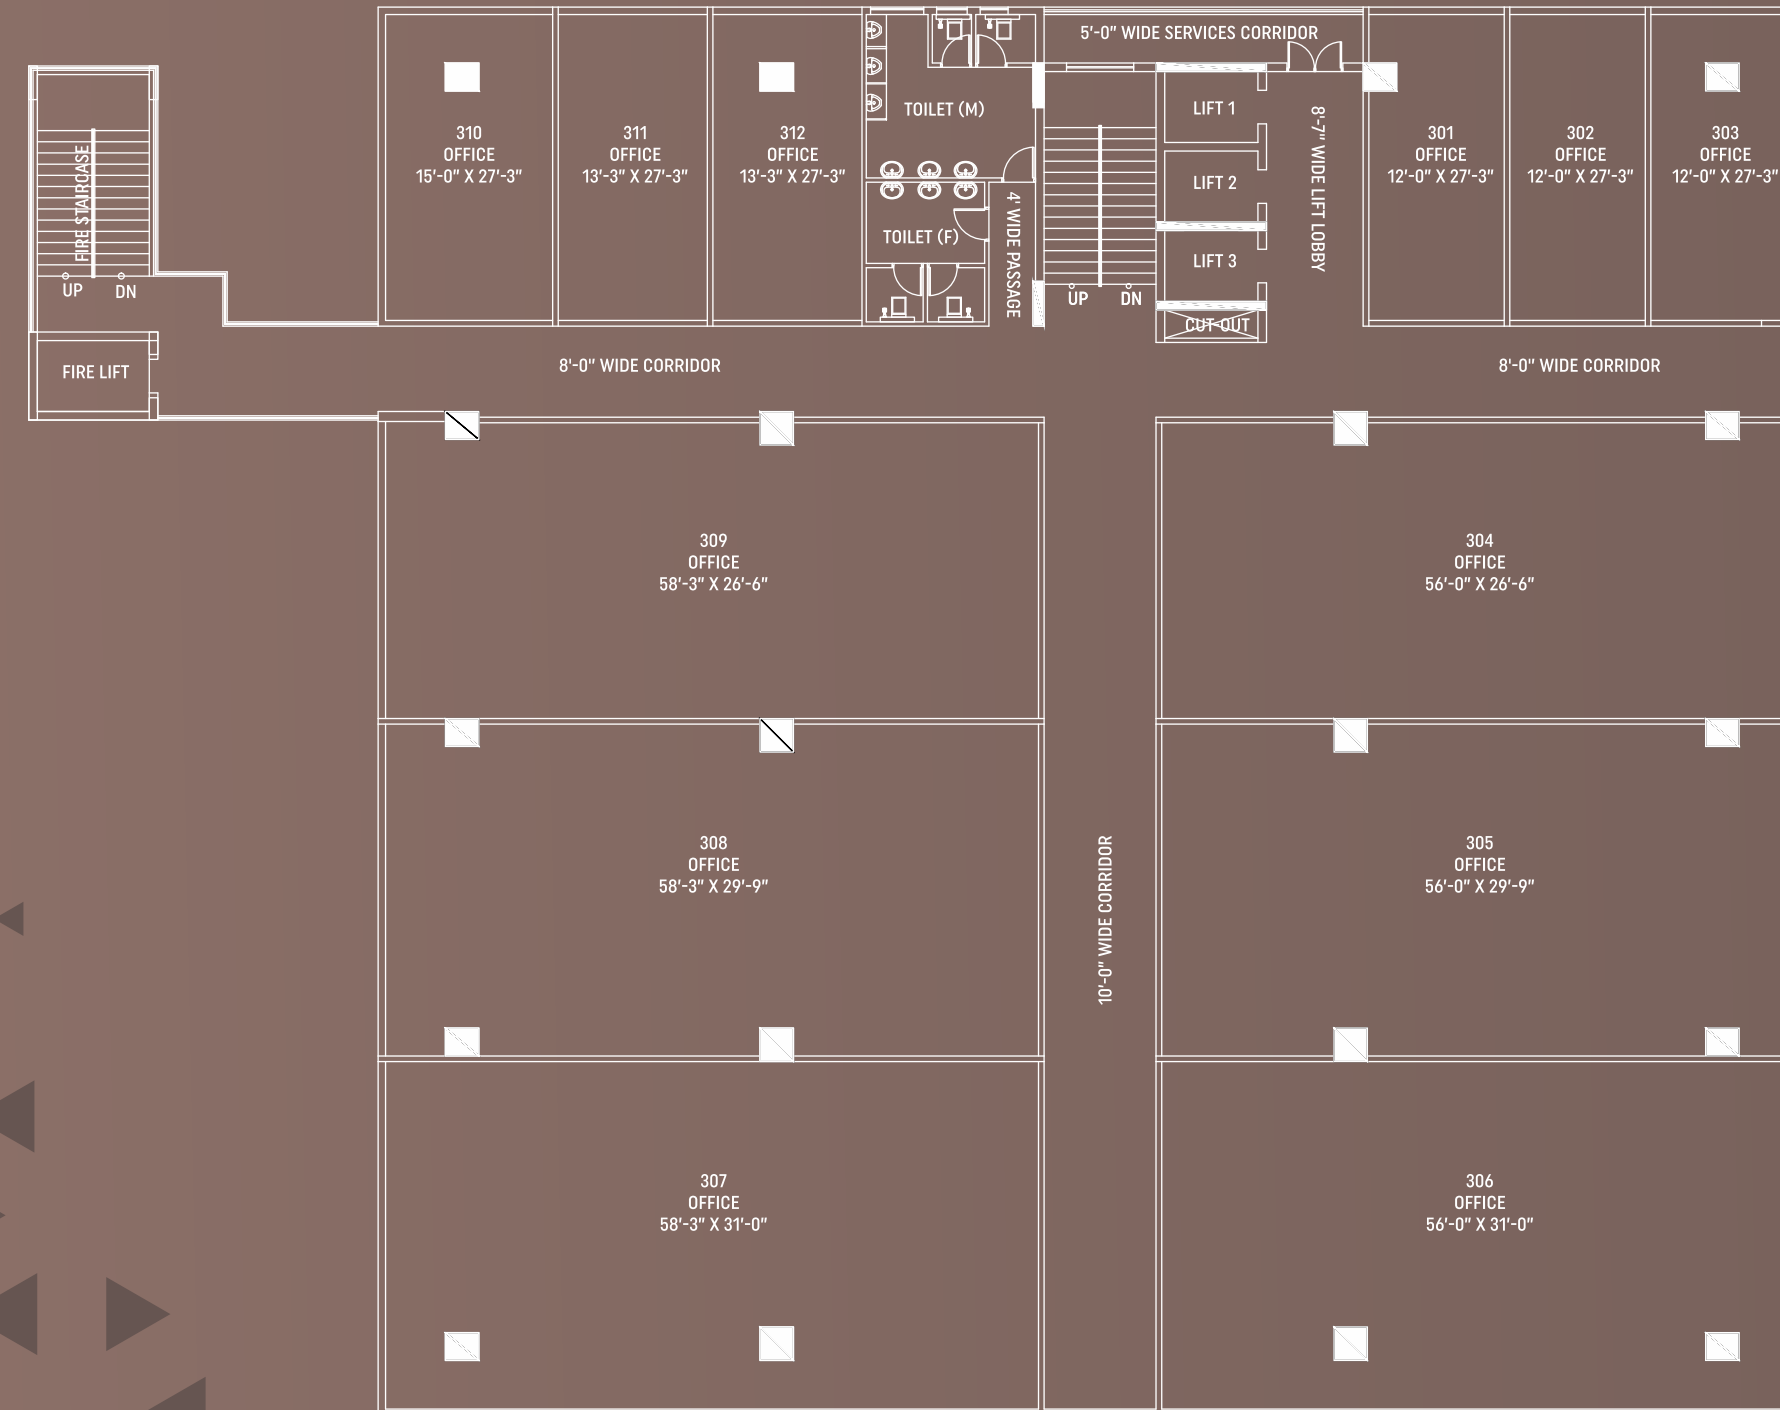 5'-0" WIDE SERVICES CORRIDOR
310
OFFICE
15'-0" X 27'-3"
311
OFFICE
13'-3" X 27'-3"
312
OFFICE
13'-3" X 27'-3"
TOILET (M)
TOILET (F)
4' WIDE PASSAGE
UP
DN
LIFT 1
LIFT 2
LIFT 3
CUT-OUT
8'-7" WIDE LIFT LOBBY
301
OFFICE
12'-0" X 27'-3"
302
OFFICE
12'-0" X 27'-3"
303
OFFICE
12'-0" X 27'-3"
FIRE STAIRCASE
UP
DN
FIRE LIFT
8'-0" WIDE CORRIDOR
8'-0" WIDE CORRIDOR
309
OFFICE
58'-3" X 26'-6"
304
OFFICE
56'-0" X 26'-6"
308
OFFICE
58'-3" X 29'-9"
10'-0" WIDE CORRIDOR
305
OFFICE
56'-0" X 29'-9"
307
OFFICE
58'-3" X 31'-0"
306
OFFICE
56'-0" X 31'-0"